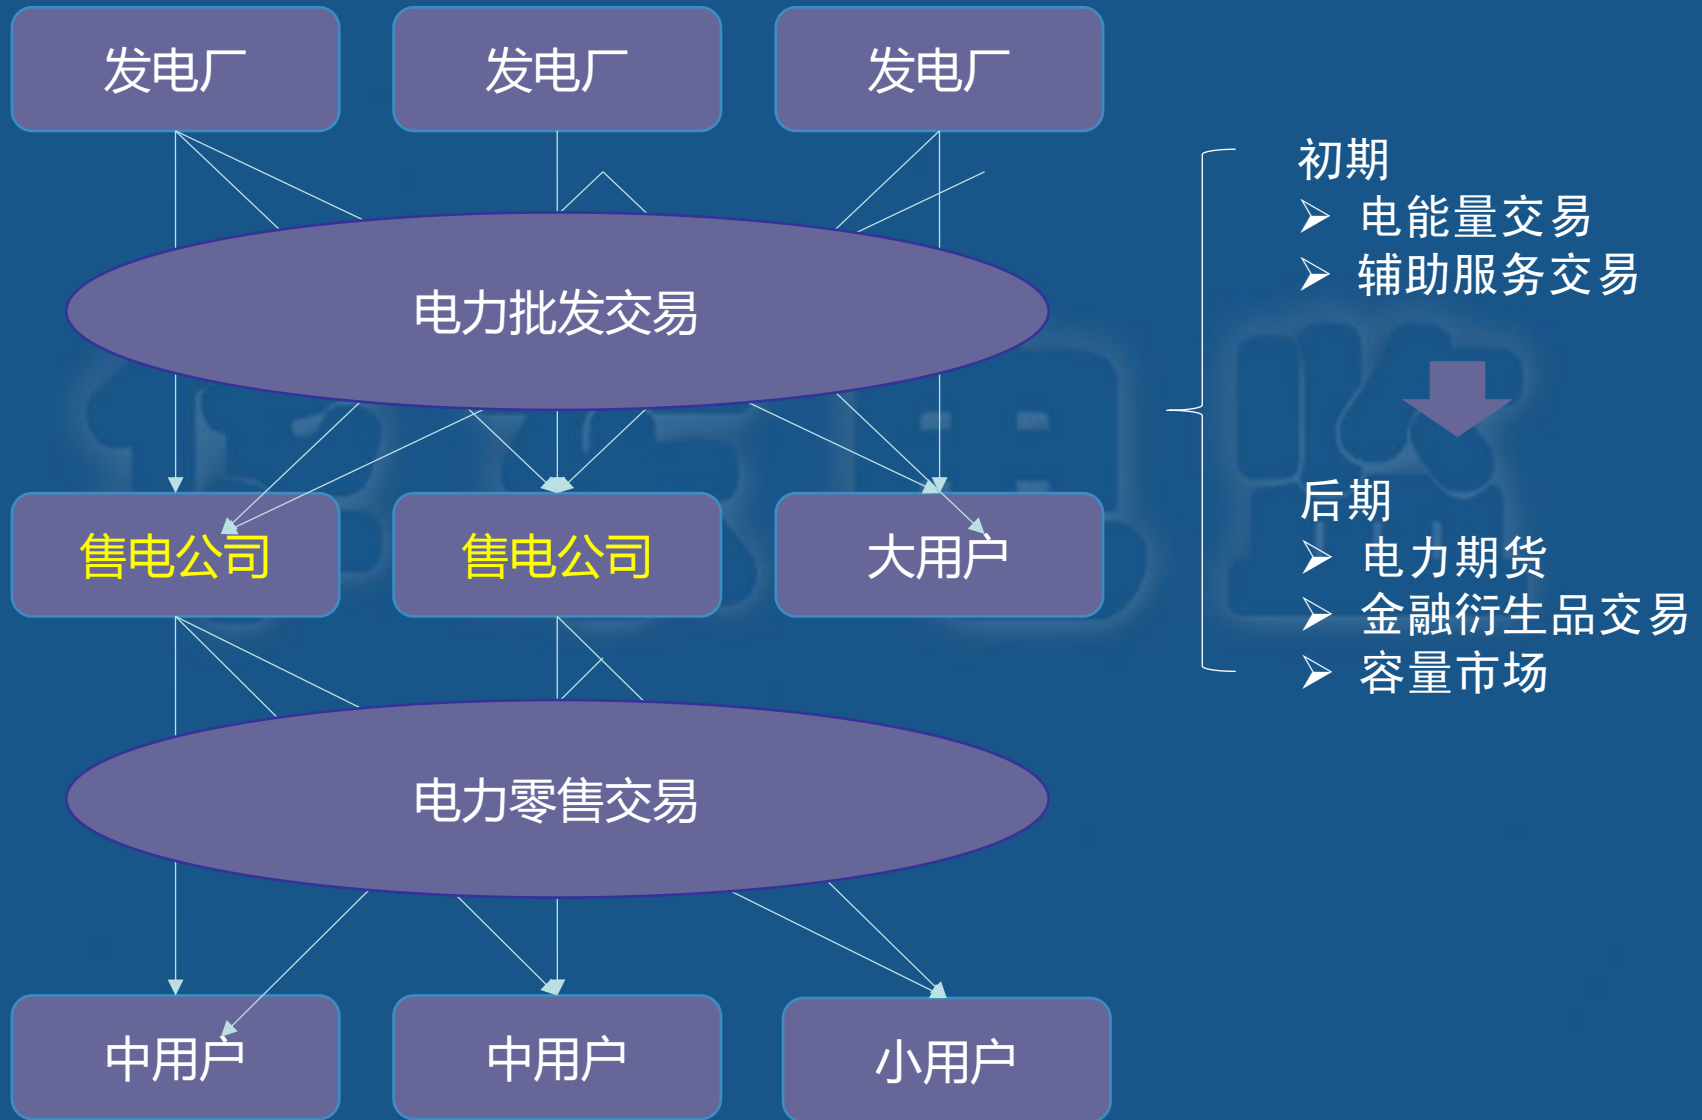 发电厂
发电厂
发电厂
电力批发交易
售电公司
售电公司
大用户
电力零售交易
中用户
中用户
小用户
初期
电能量交易
辅助服务交易
后期
电力期货
金融衍生品交易
容量市场